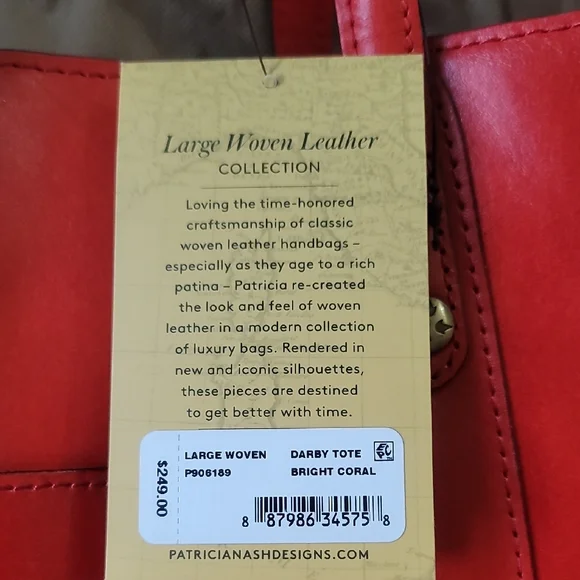 Large Woven Leather
COLLECTION
Loving the time-honored
craftsmanship of classic
woven leather handbags –
especially as they age to a rich
patina – Patricia re-created
the look and feel of woven
leather in a modern collection
of luxury bags. Rendered in
new and iconic silhouettes,
these pieces are destined
to get better with time.
$249.00
LARGE WOVEN DARBY TOTE
P906189 BRIGHT CORAL
8 87986 34575 8
PATRICIANASHDESIGNS.COM